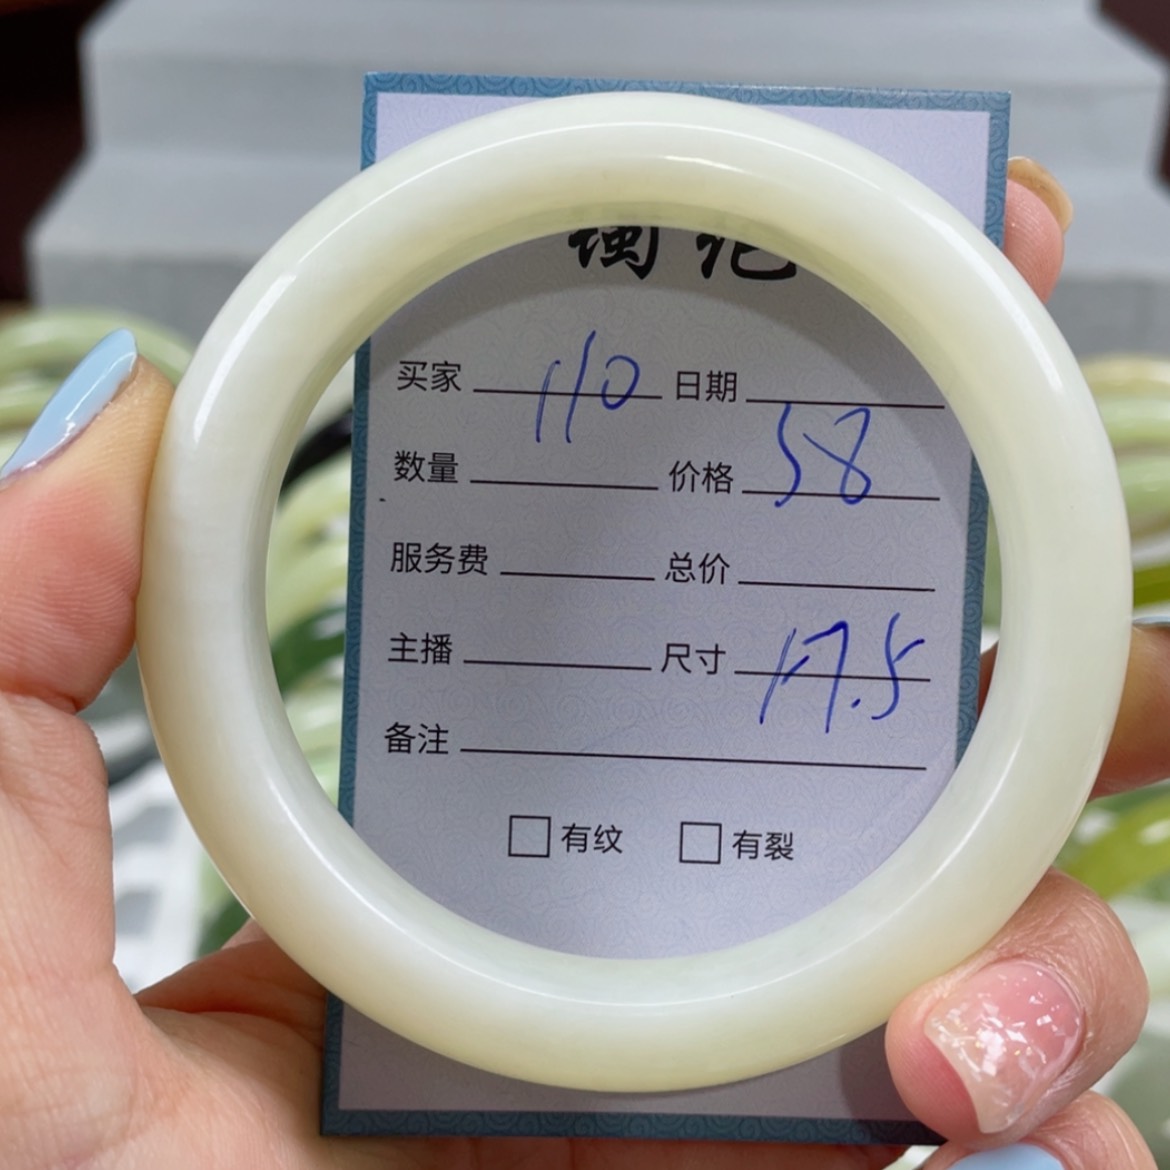 买家 110 日期
数量 价格 58
服务费 总价
主播 尺寸 17.5
备注
有纹 有裂